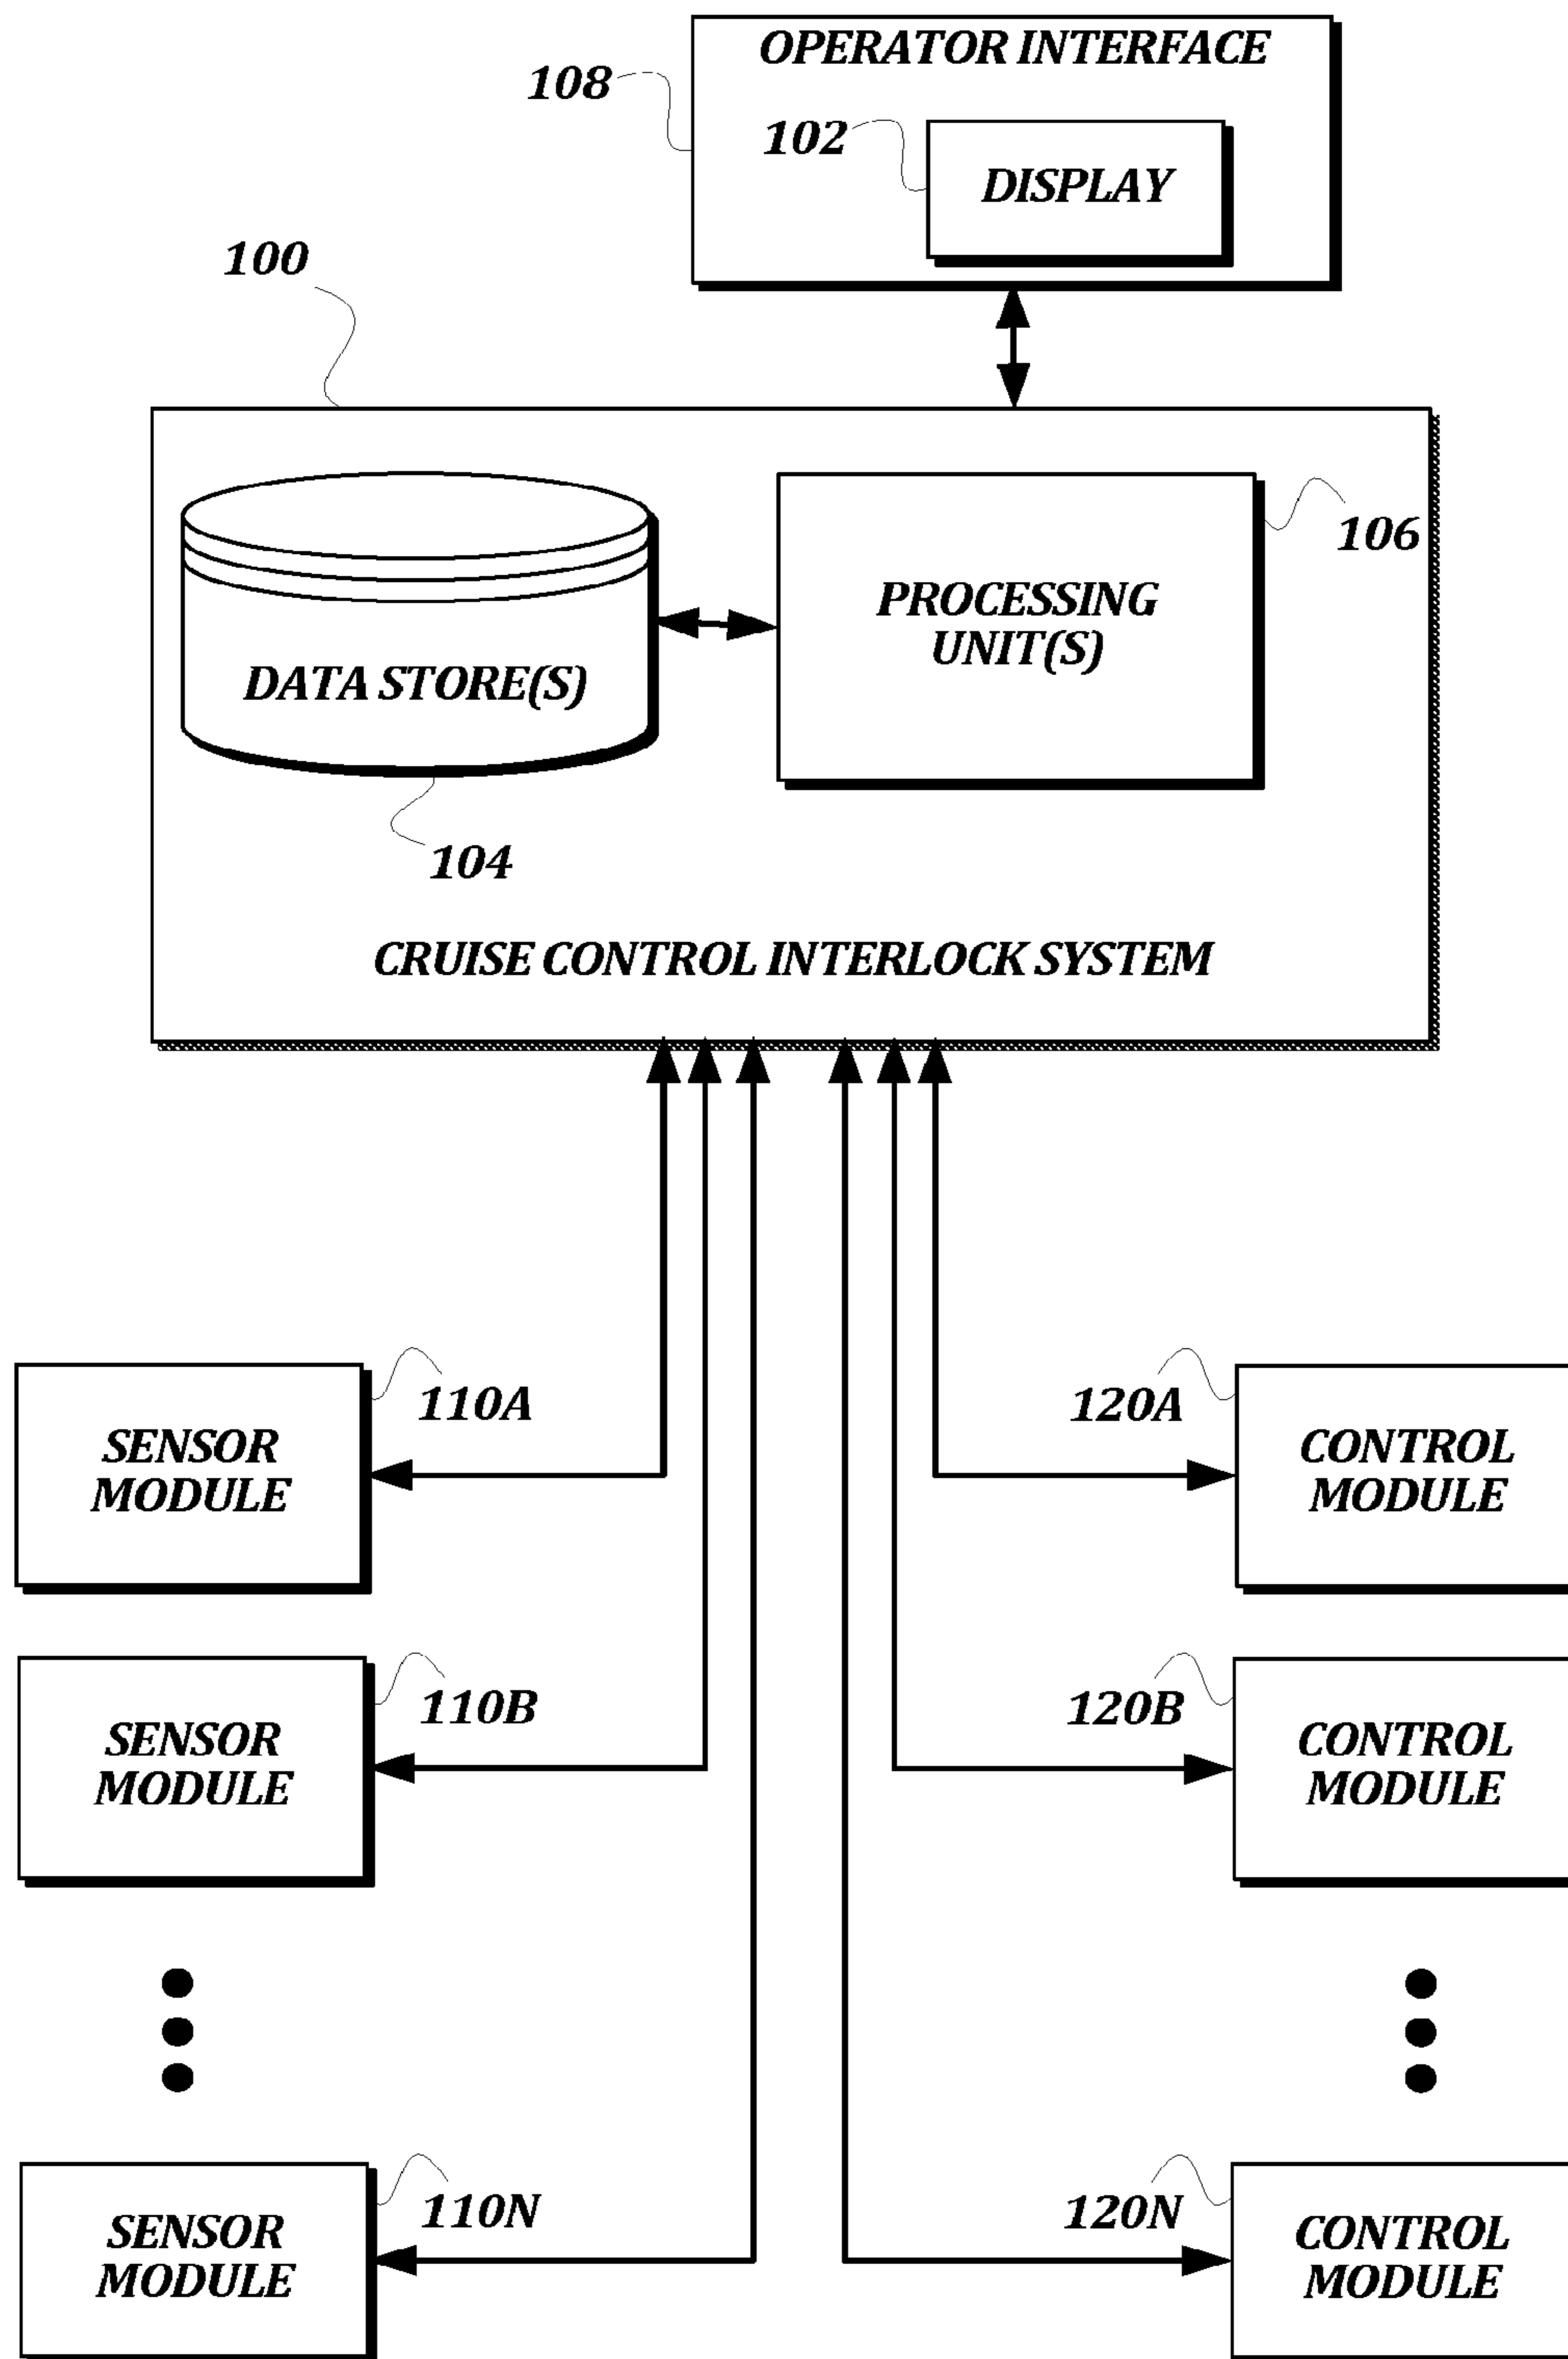 OPERATOR INTERFACE
108
102
DISPLAY
100
106
PROCESSING
UNIT(S)
DATA STORE(S)
104
CRUISE CONTROL INTERLOCK SYSTEM
110A
SENSOR
MODULE
120A
CONTROL
MODULE
110B
SENSOR
MODULE
120B
CONTROL
MODULE
110N
SENSOR
MODULE
120N
CONTROL
MODULE